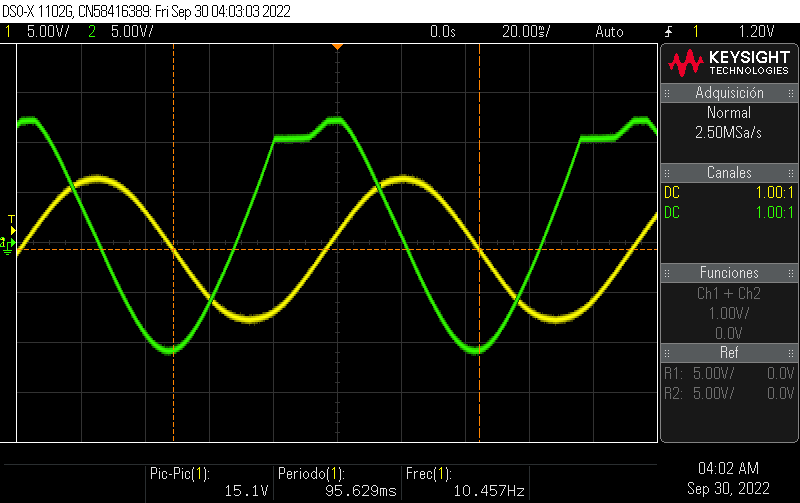 DSO-X 1102G, CN58416389: Fri Sep 30 04:03:03 2022
1 5.00V/ 2 5.00V/ 0.0s 20.00ms/ Auto 1 1.20V
KEYSIGHT
TECHNOLOGIES
Adquisición
Normal
2.50MSa/s
Canales
DC 1.00:1
DC 1.00:1
T
Funciones
Ch1 + Ch2
1.00V/
0.0V
Ref
R1: 5.00V/ 0.0V
R2: 5.00V/ 0.0V
Pic-Pic(1): Periodo(1): Frec(1):
15.1V 95.629ms 10.457Hz
04:02 AM
Sep 30, 2022